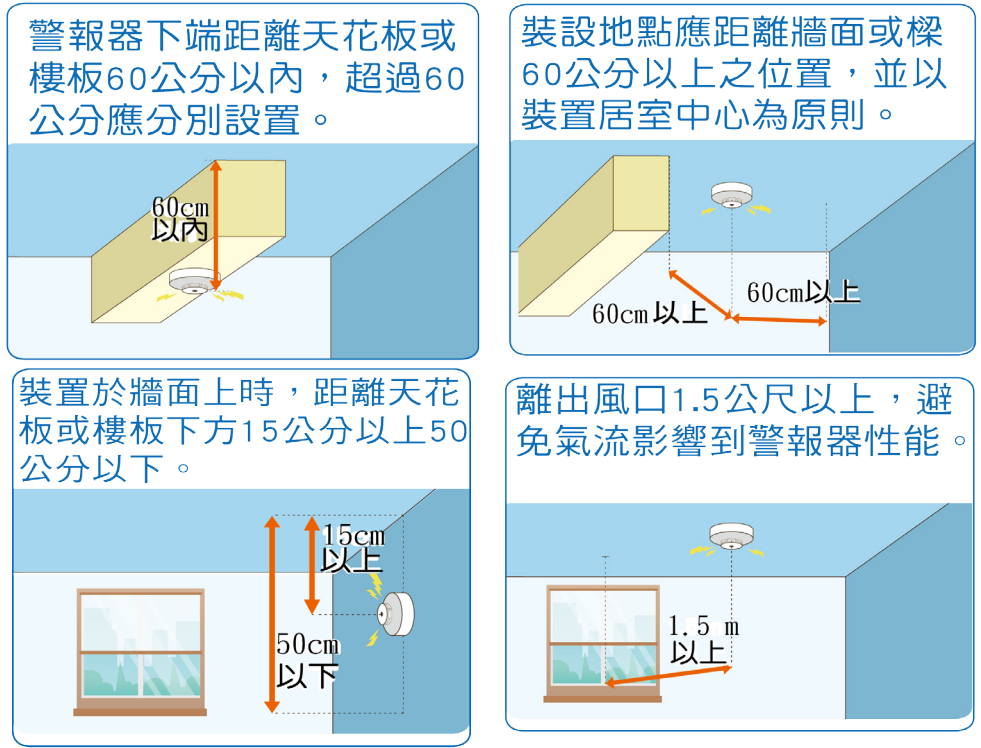 警報器下端距離天花板或
樓板60公分以內，超過60
公分應分別設置。
60cm
以內
裝設地點應距離牆面或樑
60公分以上之位置，並以
裝置居室中心為原則。
60cm以上
60cm以上
裝置於牆面上時，距離天花
板或樓板下方15公分以上50
公分以下。
15cm
以上
50cm
以下
離出風口1.5公尺以上，避
免氣流影響到警報器性能。
1.5 m
以上